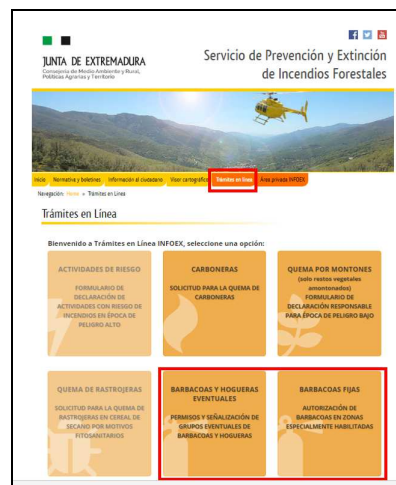 JUNTA DE EXTREMADURA
Consejería de Medio Ambiente y Rural,
Políticas Agrarias y Territorio
Servicio de Prevención y Extinción
de Incendios Forestales
Inicio Normativa y boletines Información al ciudadano Visor cartográfico Trámites en línea Área privada INFOEX
Navegación: Home » Trámites en Línea
Trámites en Línea
Bienvenido a Trámites en Línea INFOEX, seleccione una opción:
ACTIVIDADES DE RIESGO
FORMULARIO DE
DECLARACIÓN DE
ACTIVIDADES CON RIESGO DE
INCENDIOS EN ÉPOCA DE
PELIGRO ALTO
CARBONERAS
SOLICITUD PARA LA QUEMA DE
CARBONERAS
QUEMA POR MONTONES
(solo restos vegetales
amontonados)
FORMULARIO DE
DECLARACIÓN RESPONSABLE
PARA ÉPOCA DE PELIGRO BAJO
QUEMA DE RASTROJERAS
SOLICITUD PARA LA QUEMA DE
RASTROJERAS EN CEREAL DE
SECANO POR MOTIVOS
FITOSANITARIOS
BARBACOAS Y HOGUERAS
EVENTUALES
PERMISOS Y SEÑALIZACIÓN DE
GRUPOS EVENTUALES DE
BARBACOAS Y HOGUERAS
BARBACOAS FIJAS
AUTORIZACIÓN DE
BARBACOAS EN ZONAS
ESPECIALMENTE HABILITADAS